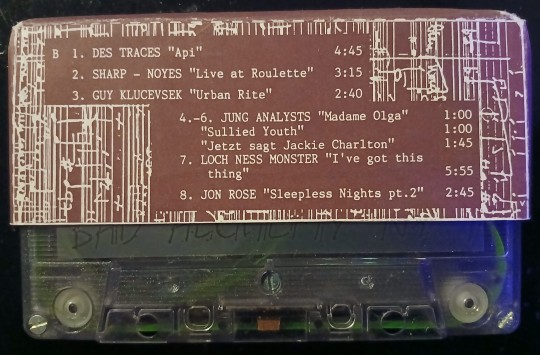 B 1. DES TRACES "Api" 4:45
2. SHARP - NOYES "Live at Roulette" 3:15
3. GUY KLUCEVSEK "Urban Rite" 2:40
4.-6. JUNG ANALYSTS "Madame Olga" 1:00
"Sullied Youth" 1:00
"Jetzt sagt Jackie Charlton" 1:45
7. LOCH NESS MONSTER "I've got this
thing" 5:55
8. JON ROSE "Sleepless Nights pt.2" 2:45
BAD ALCHEMY